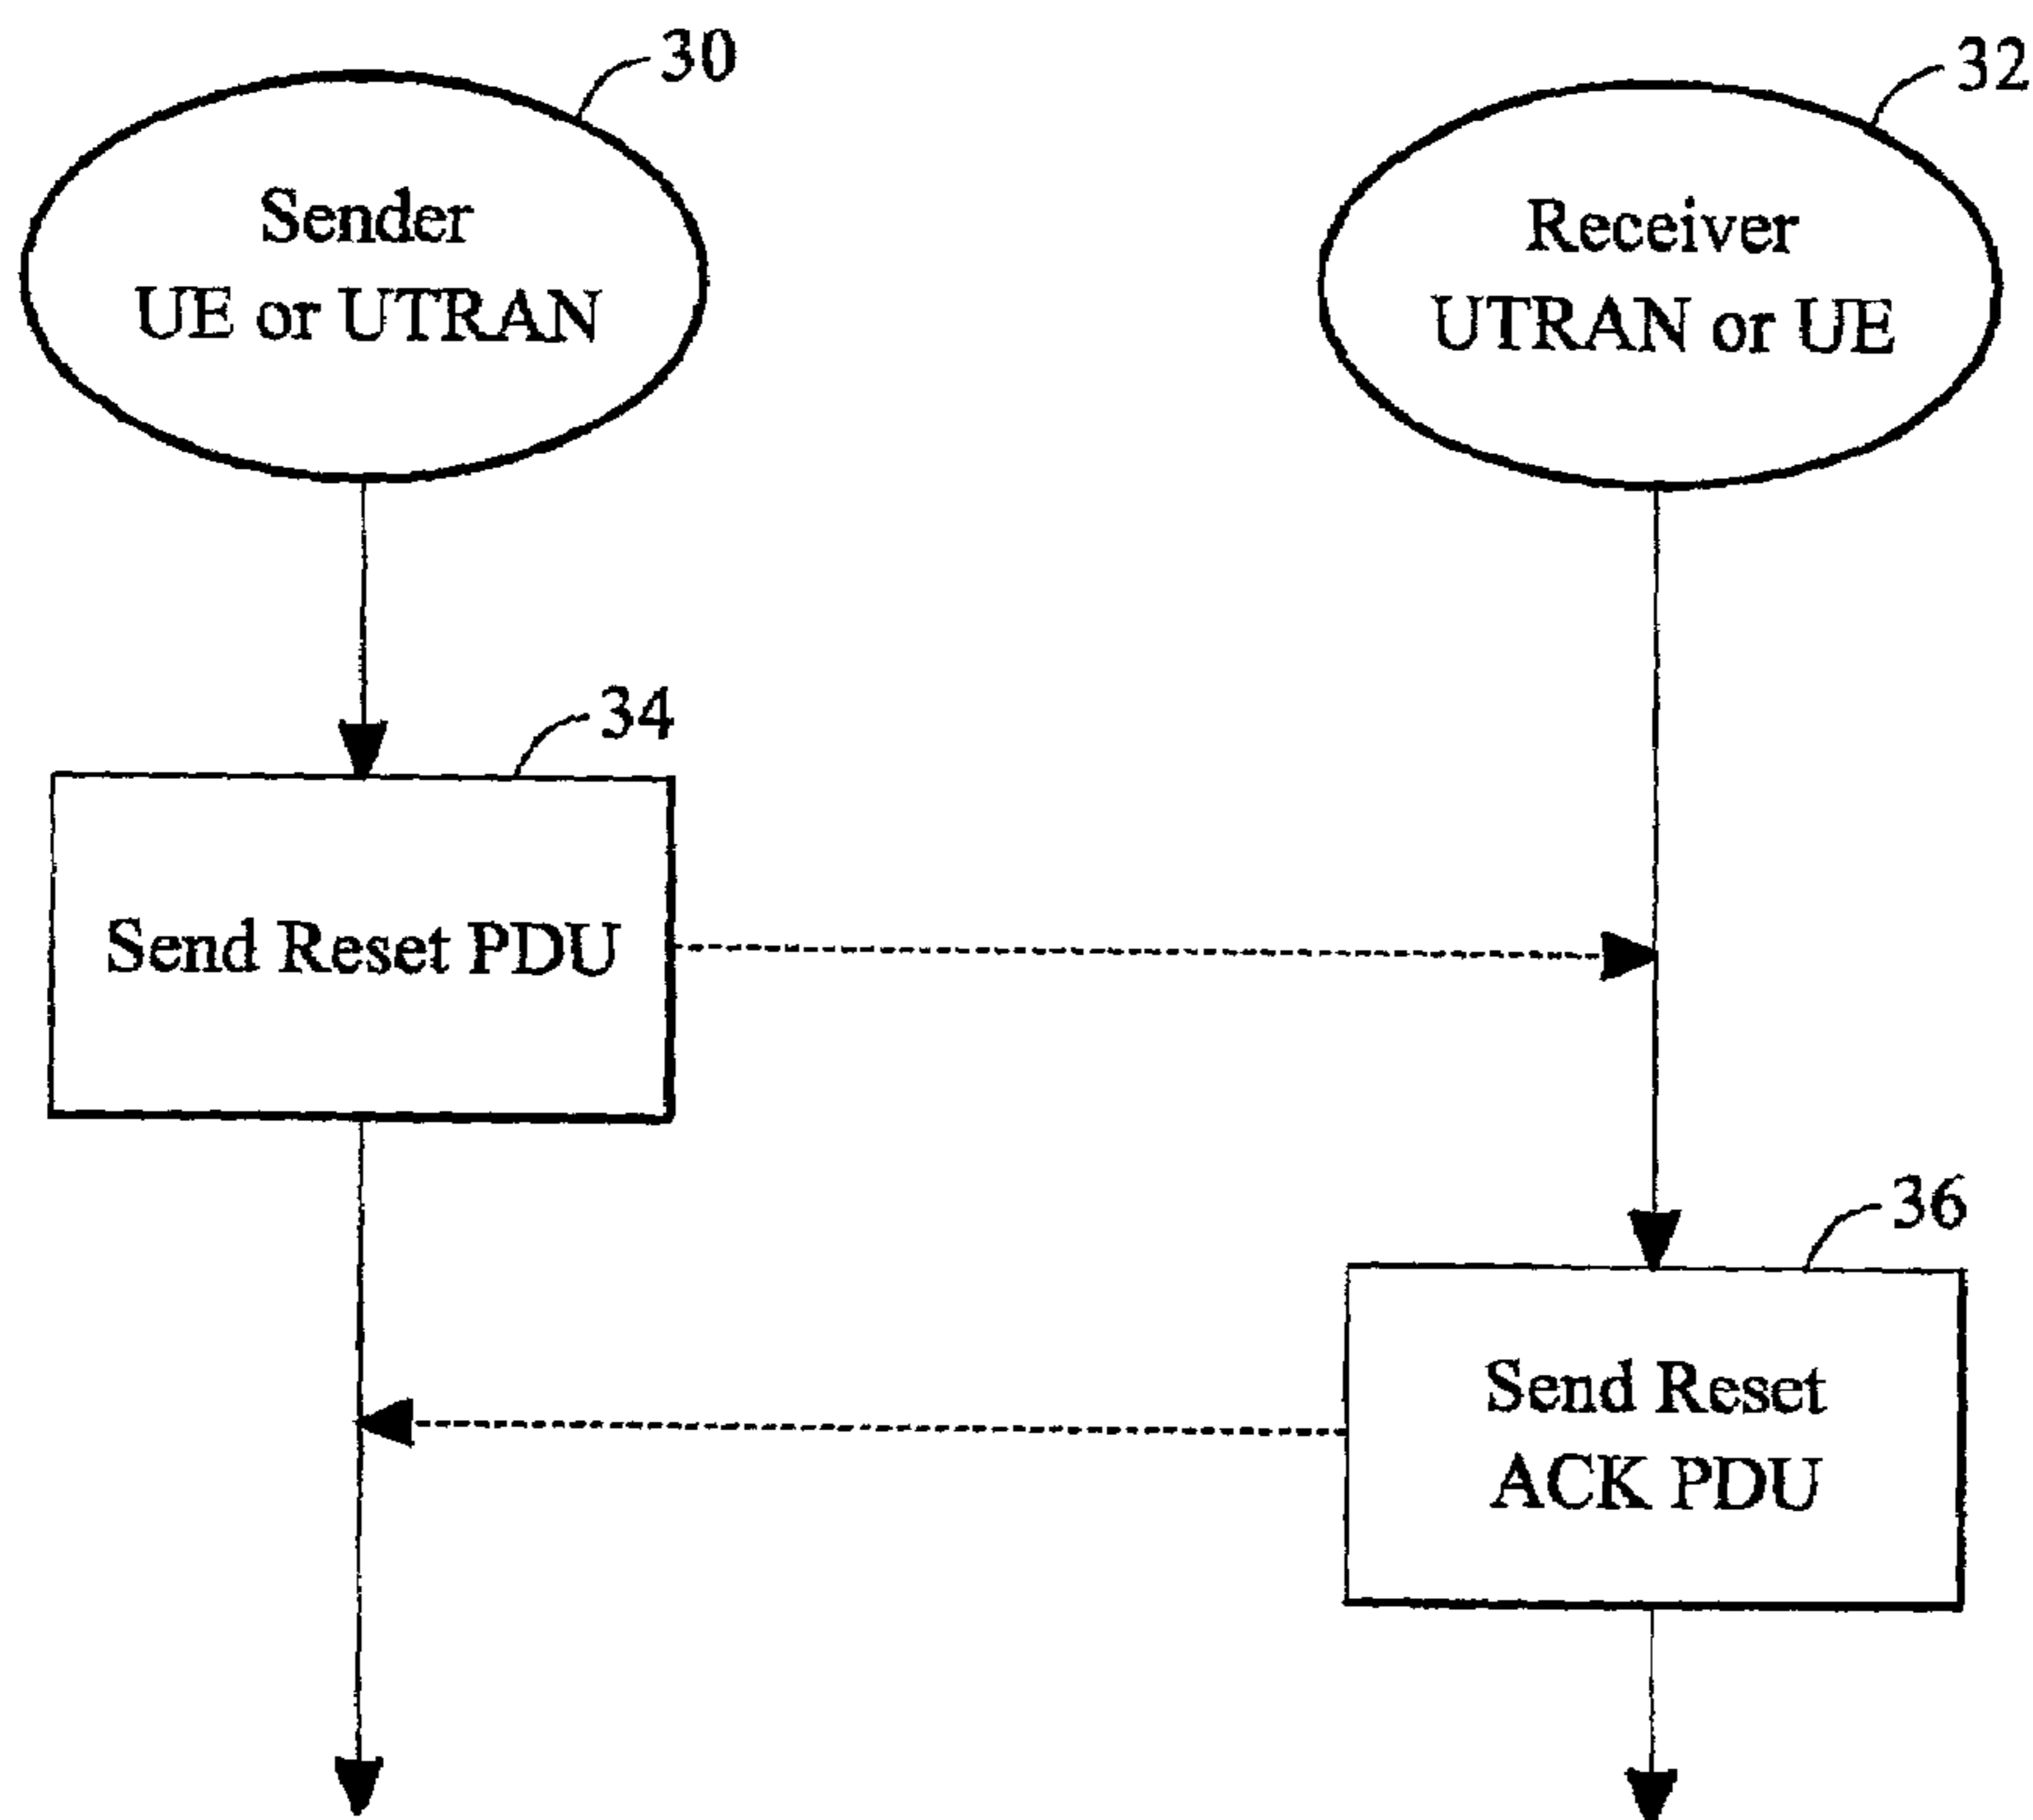 30
Sender
UE or UTRAN
32
Receiver
UTRAN or UE
34
Send Reset PDU
36
Send Reset
ACK PDU